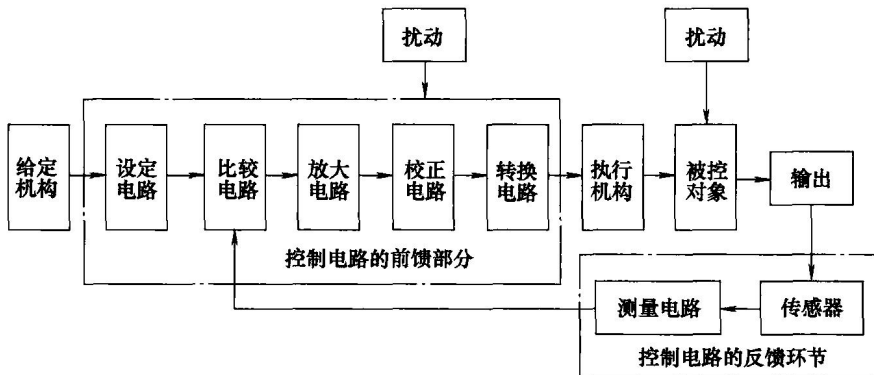 扰动
扰动
给定
机构
设定
电路
比较
电路
放大
电路
校正
电路
转换
电路
执行
机构
被控
对象
输出
控制电路的前馈部分
测量电路
传感器
控制电路的反馈环节